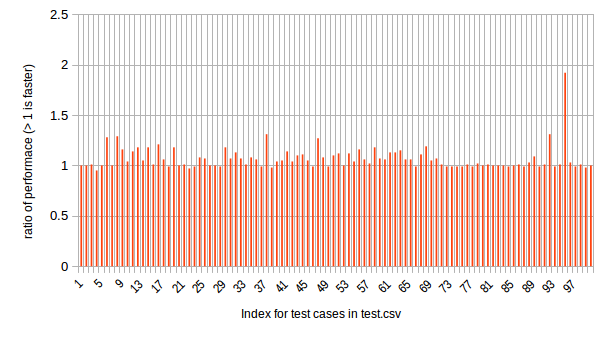 ratio of performace (> 1 is faster)
2.5
2
1.5
1
0.5
0
1 5 9 13 17 21 25 29 33 37 41 45 49 53 57 61 65 69 73 77 81 85 89 93 97
Index for test cases in test.csv